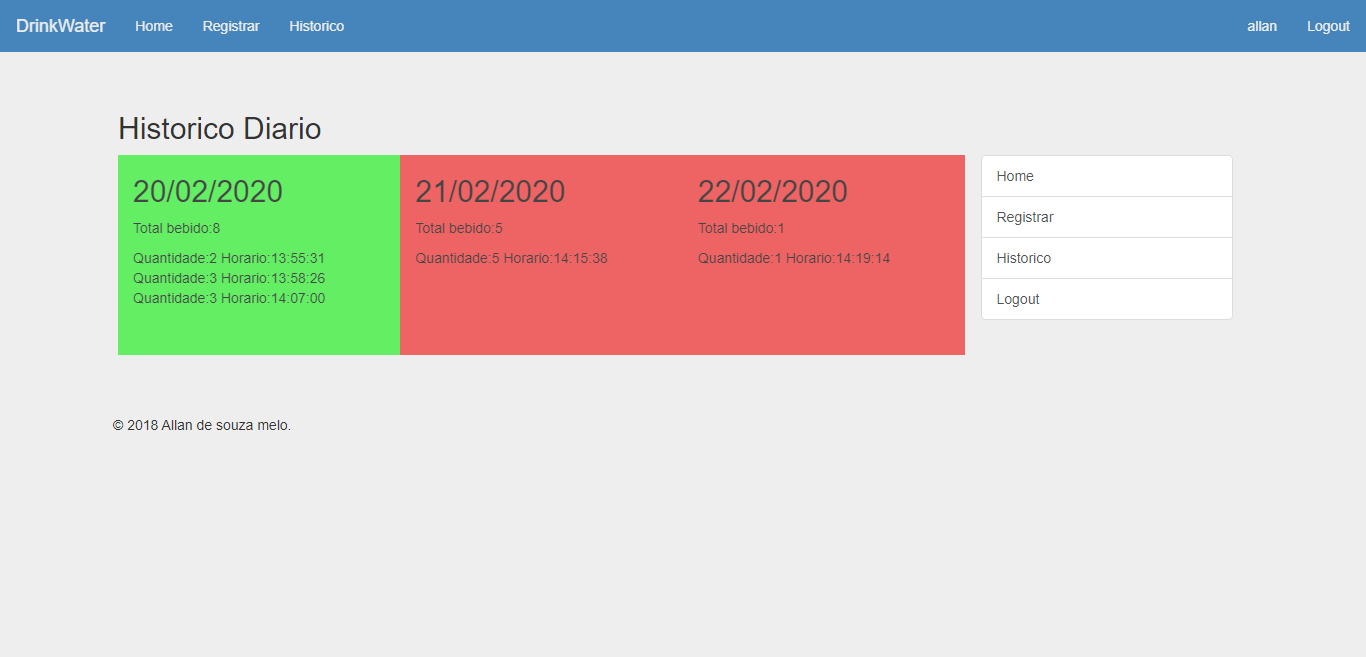 DrinkWater Home Registrar Historico allan Logout
Historico Diario
20/02/2020
Total bebido:8
Quantidade:2 Horario:13:55:31
Quantidade:3 Horario:13:58:26
Quantidade:3 Horario:14:07:00
21/02/2020
Total bebido:5
Quantidade:5 Horario:14:15:38
22/02/2020
Total bebido:1
Quantidade:1 Horario:14:19:14
Home
Registrar
Historico
Logout
© 2018 Allan de souza melo.